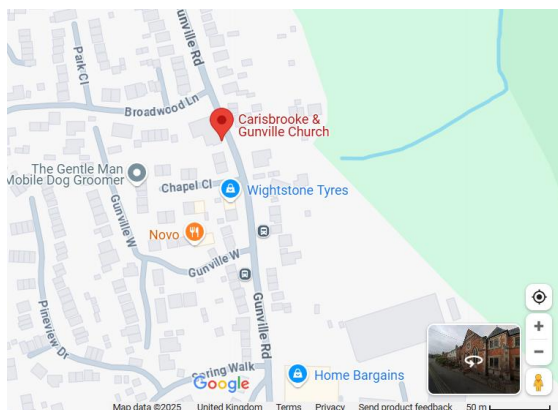 Gunville Rd
Park Cl
Broadwood Ln
Carisbrooke &
Gunville Church
The Gentle Man
Mobile Dog Groomer
Chapel Cl
Wightstone Tyres
Gunville W
Novo
Gunville W
Gunville Rd
Pineview Dr
Spring Walk
Google
Home Bargains
Map data ©2025 United Kingdom Terms Privacy Send product feedback 50 m